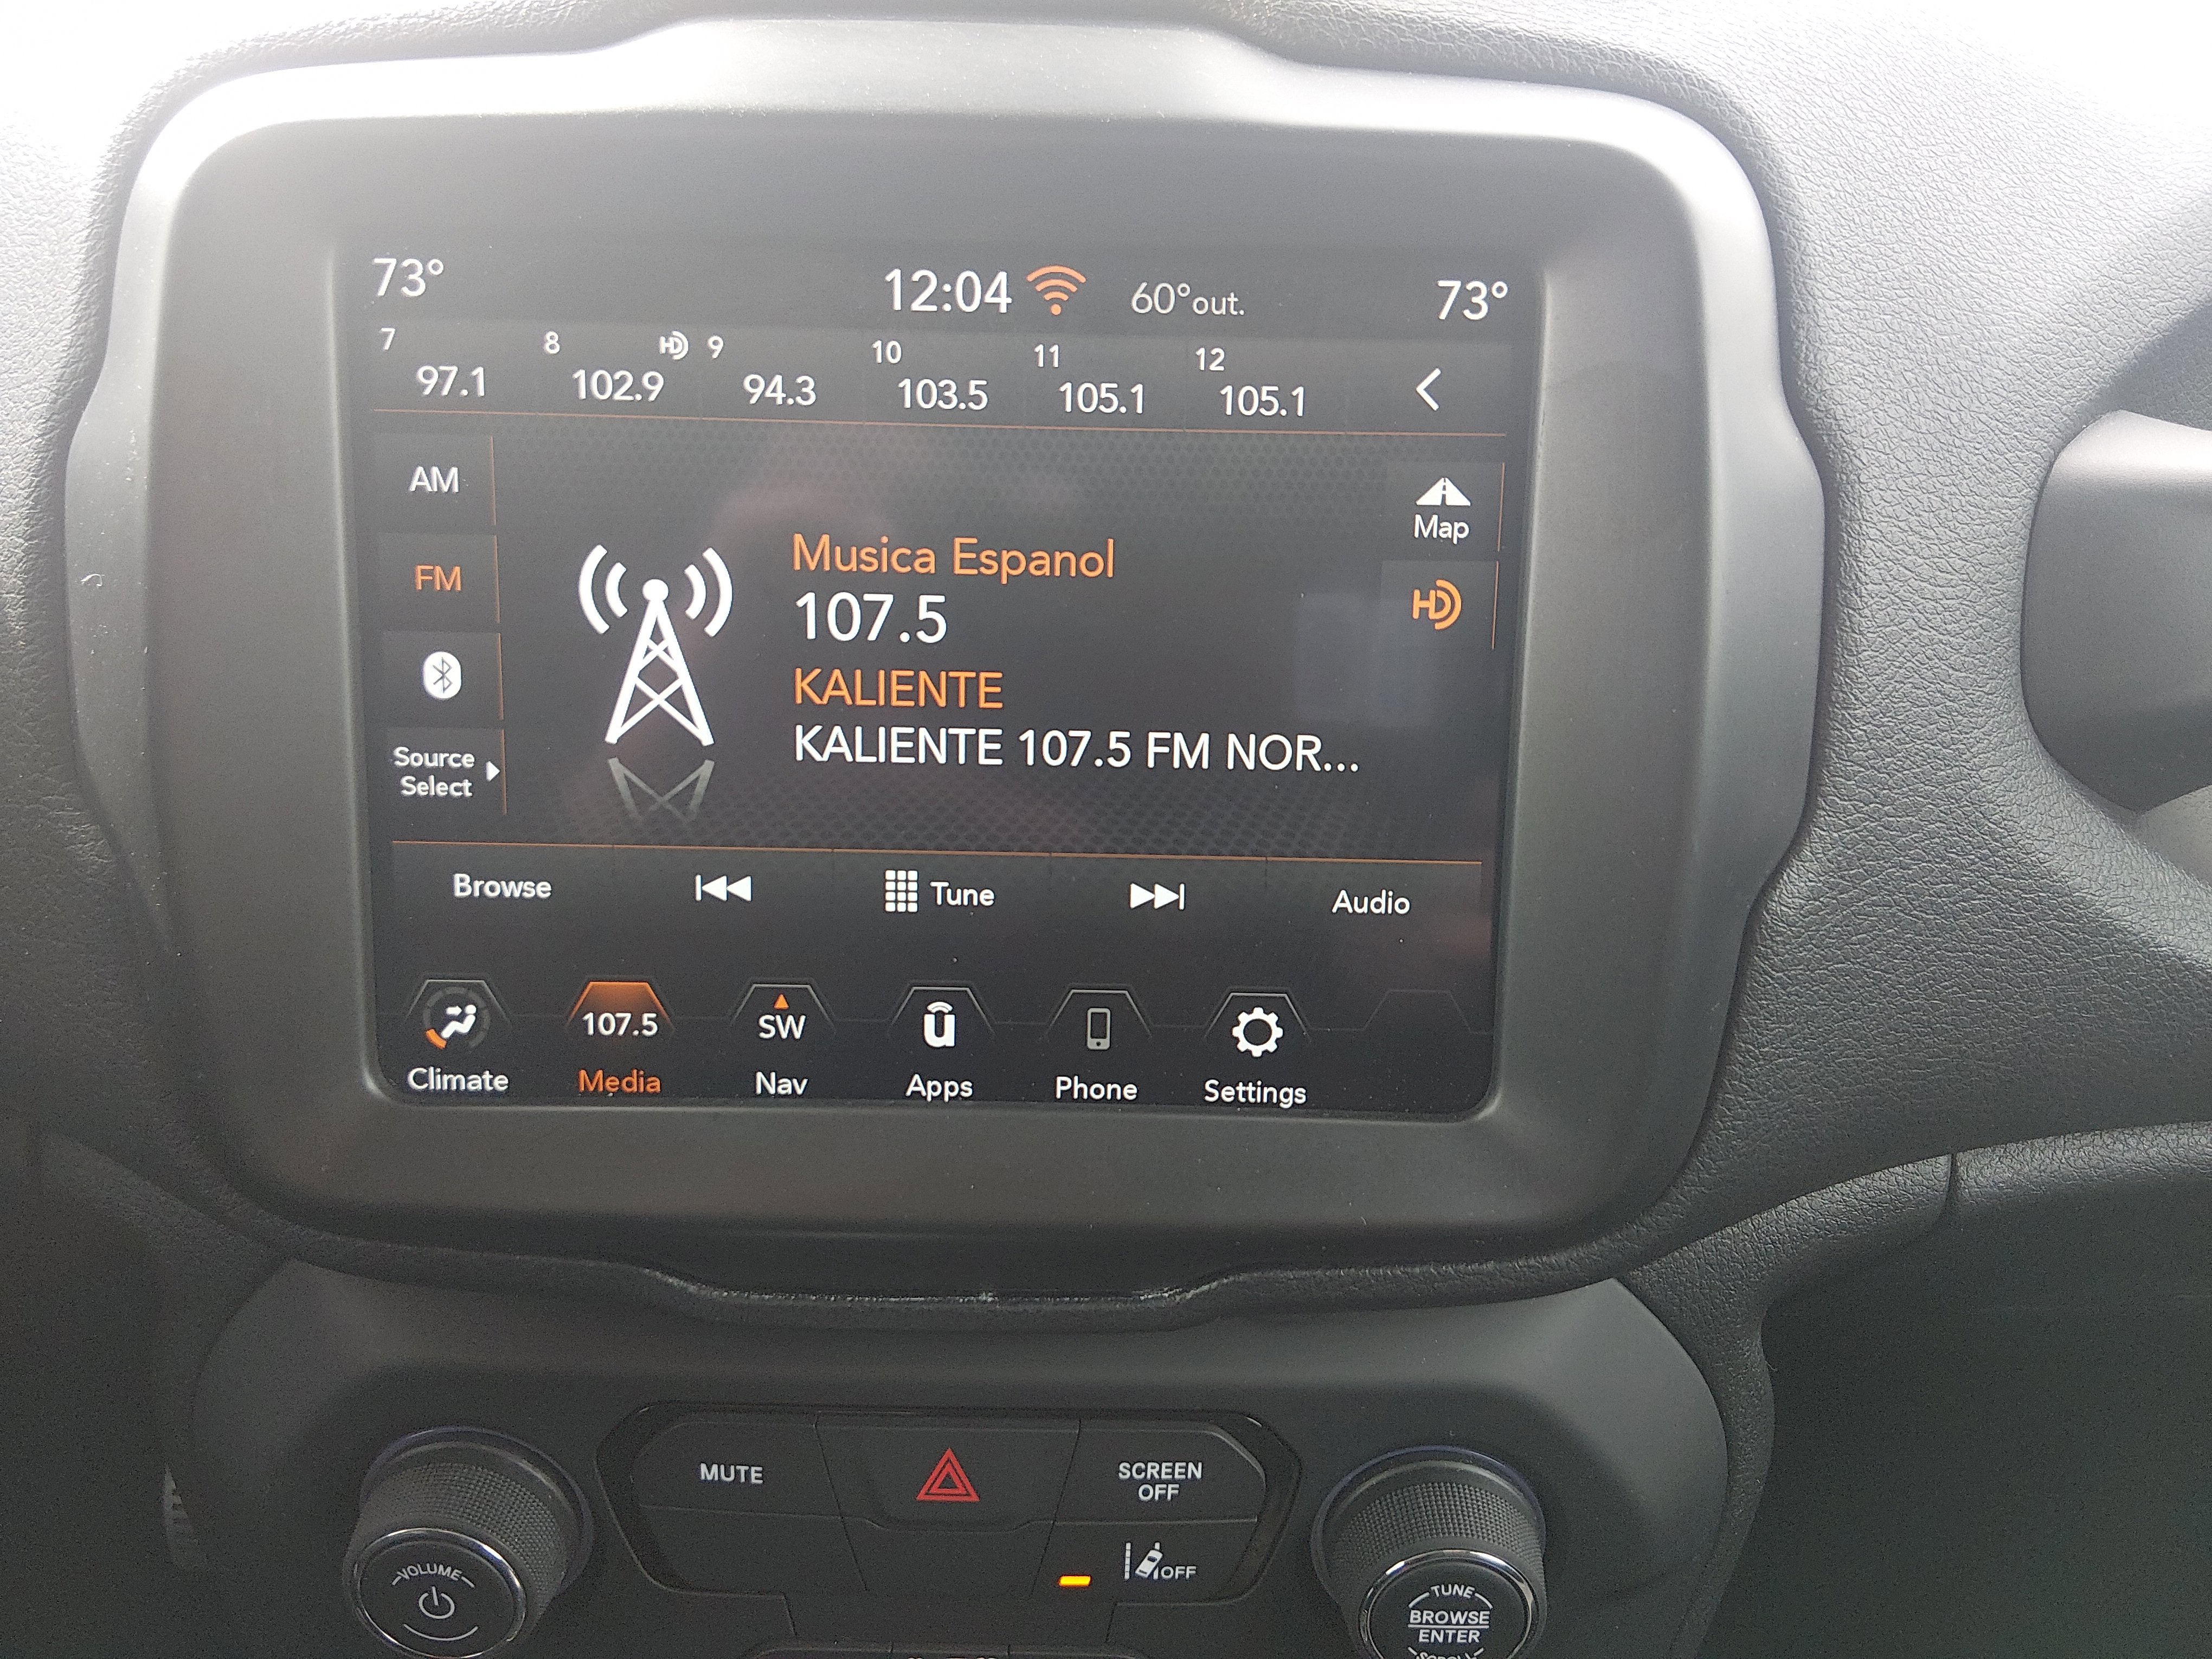 73° 12:04 60°out. 73°
7 8 HD 9 10 11 12
97.1 102.9 94.3 103.5 105.1 105.1
AM
Map
FM
HD
Source
Select
Musica Espanol
107.5
KALIENTE
KALIENTE 107.5 FM NOR...
Browse Tune Audio
107.5 SW u
Climate Media Nav Apps Phone Settings
MUTE
SCREEN
OFF
OFF
VOLUME
TUNE
BROWSE
ENTER